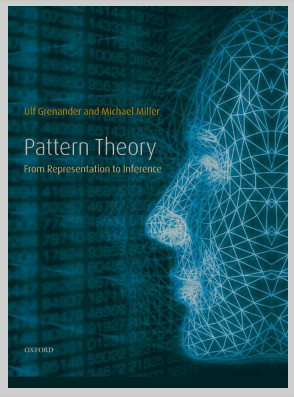 Ulf Grenander and Michael Miller
Pattern Theory
From Representation to Inference
OXFORD